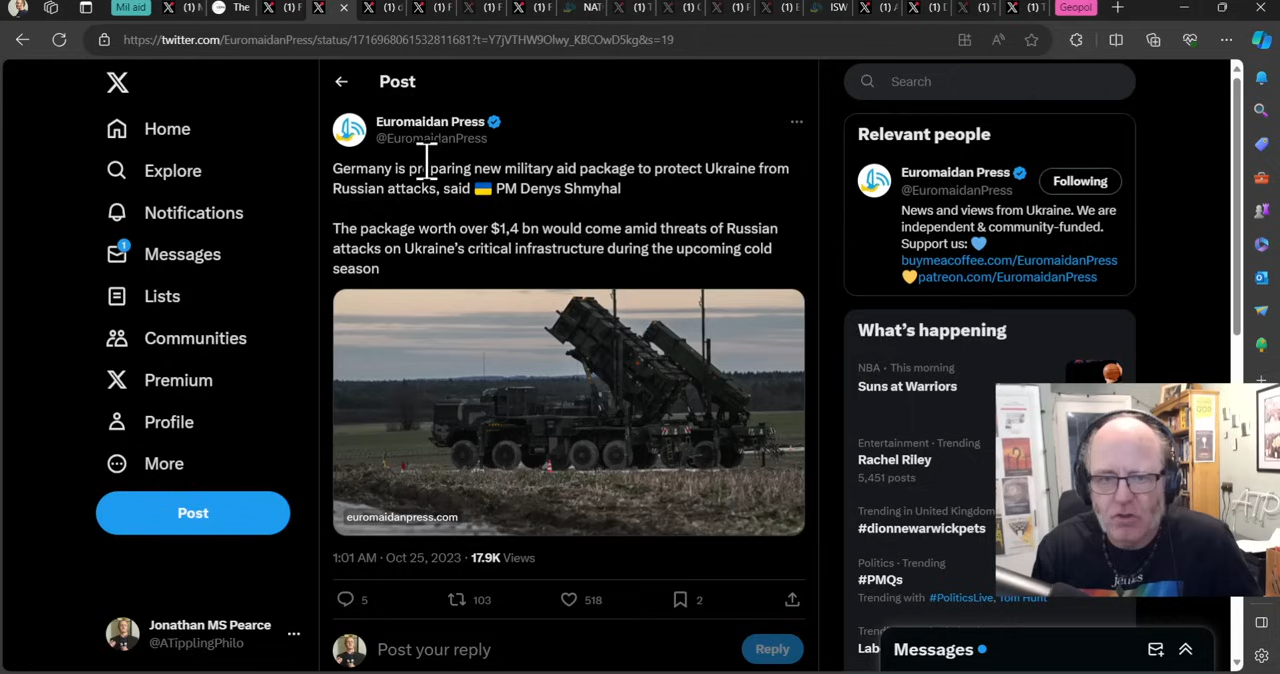 Mil aid
Geopol
https://twitter.com/EuromaidanPress/status/1716968061532811681?t=Y7jVTHW9Olwy_KBCOwD5kg&s=19
Home
Explore
Notifications
1
Messages
Lists
Communities
Premium
Profile
More
Post
Jonathan MS Pearce
@ATipplingPhilo
Post
Euromaidan Press
@EuromaidanPress
Germany is preparing new military aid package to protect Ukraine from
Russian attacks, said 🇺🇦 PM Denys Shmyhal
The package worth over $1,4 bn would come amid threats of Russian
attacks on Ukraine's critical infrastructure during the upcoming cold
season
euromaidanpress.com
1:01 AM · Oct 25, 2023 · 17.9K Views
5 103 518 2
Post your reply
Reply
Search
Relevant people
Euromaidan Press
@EuromaidanPress
Following
News and views from Ukraine. We are
independent & community-funded.
Support us: 💙
buymeacoffee.com/EuromaidanPress
💛patreon.com/EuromaidanPress
What's happening
NBA · This morning
Suns at Warriors
Entertainment · Trending
Rachel Riley
5,451 posts
Trending in United Kingdom
#dionnewarwickpets
Politics · Trending
#PMQs
Trending with #PoliticsLive, Tom Hunt
Messages